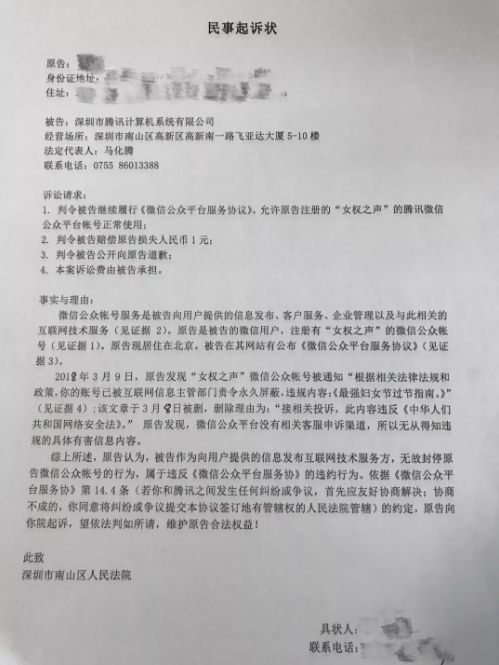 民事起诉状
原告：
身份证地址：
住址：
被告：深圳市腾讯计算机系统有限公司
经营场所：深圳市南山区高新区高新南一路飞亚达大厦 5-10 楼
法定代表人：马化腾
联系电话：0755 86013388
诉讼请求：
1. 判令被告继续履行《微信公众平台服务协议》，允许原告注册的“女权之声”的腾讯微信
公众平台帐号正常使用；
2. 判令被告赔偿原告损失人民币 1 元；
3. 判令被告公开向原告道歉；
4. 本案诉讼费由被告承担。
事实与理由：
微信公众帐号服务是被告向用户提供的信息发布、客户服务、企业管理以及与此相关的
互联网技术服务（见证据 2）。原告是被告的微信用户，注册有“女权之声”的微信公众帐
号（见证据 1）。原告现居住在北京。被告在其网站有公布《微信公众平台服务协议》（见证
据 3）。
2018 年 3 月 9 日，原告发现“女权之声”微信公众帐号被通知“根据相关法律法规和
政策，你的账号已被互联网信息主管部门责令永久屏蔽，违规内容：《最强妇女节过节指南。》”
（见证据 4）；该文章于 3 月 8 日被删，删除理由为：“接相关投诉，此内容违反《中华人们
共和国网络安全法》。” 原告发现，微信公众平台没有相关客服申诉渠道，所以无从得知违
规的具体有害信息内容。
综上所述，原告认为，被告作为向用户提供的信息发布互联网技术服务方，无故封停原
告微信公众帐号的行为，属于违反《微信公众平台服务协议》的违约行为。依据《微信公众平
台服务协》第 14.4 条（若你和腾讯之间发生任何纠纷或争议，首先应友好协商解决；协商
不成的，你同意将纠纷或争议提交本协议签订地有管辖权的人民法院管辖）的约定，原告向
你院起诉，望依法判如所请，维护原告合法权益！
此致
深圳市南山区人民法院
具状人：
联系电话：